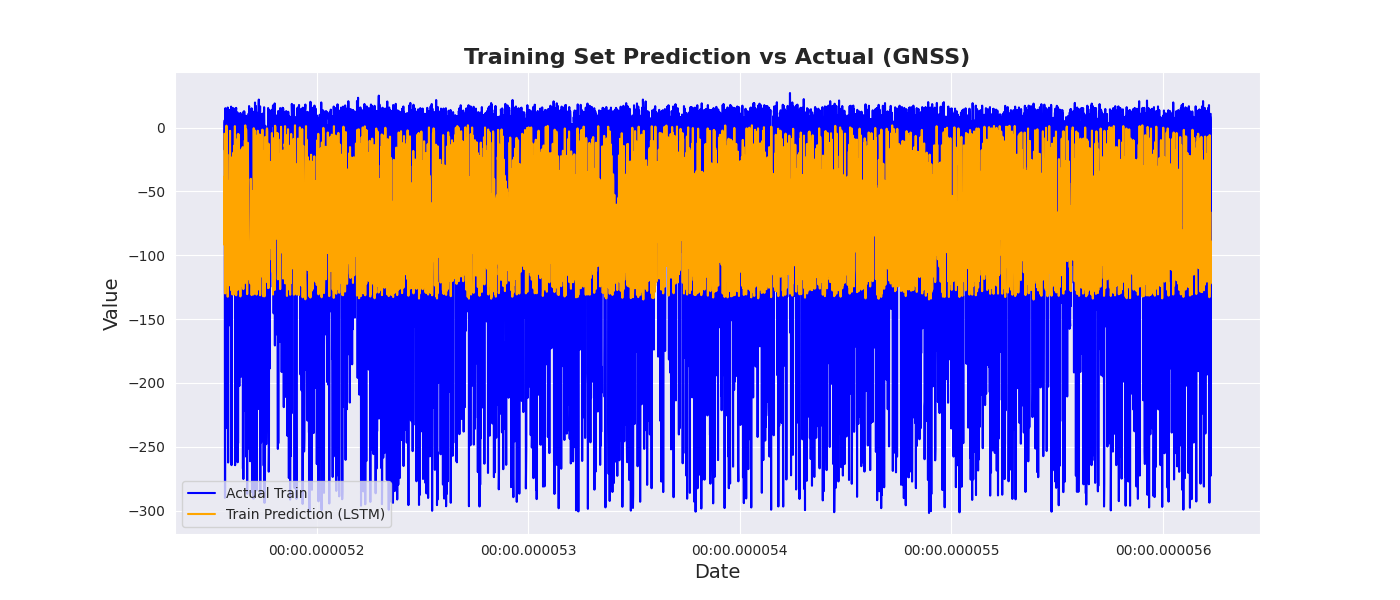 Training Set Prediction vs Actual (GNSS)
Value
0
−50
−100
−150
−200
−250
−300
Actual Train
Train Prediction (LSTM)
00:00.000052
00:00.000053
00:00.000054
00:00.000055
00:00.000056
Date